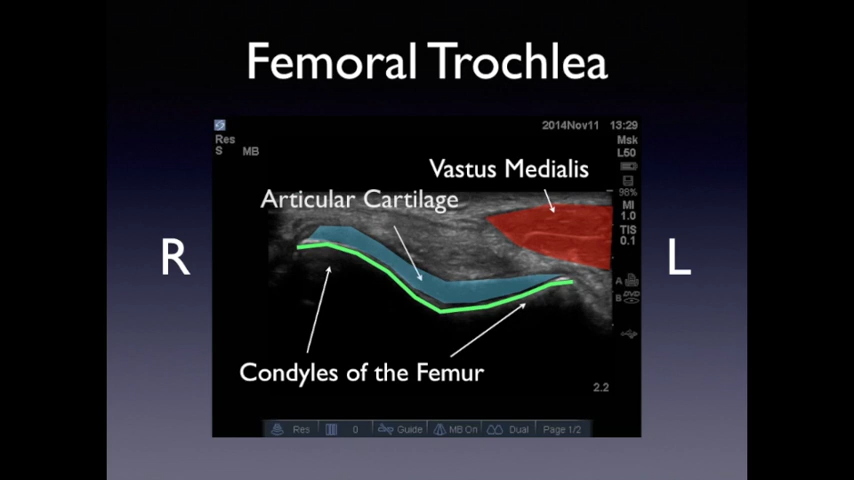 Femoral Trochlea
2014Nov11 13:29
Res
S MB
Msk
L50
98%
MI
1.0
TIS
0.1
Vastus Medialis
Articular Cartilage
R
L
A
B DVD
Condyles of the Femur
2.2
Res 0 Guide MB On Dual Page 1/2